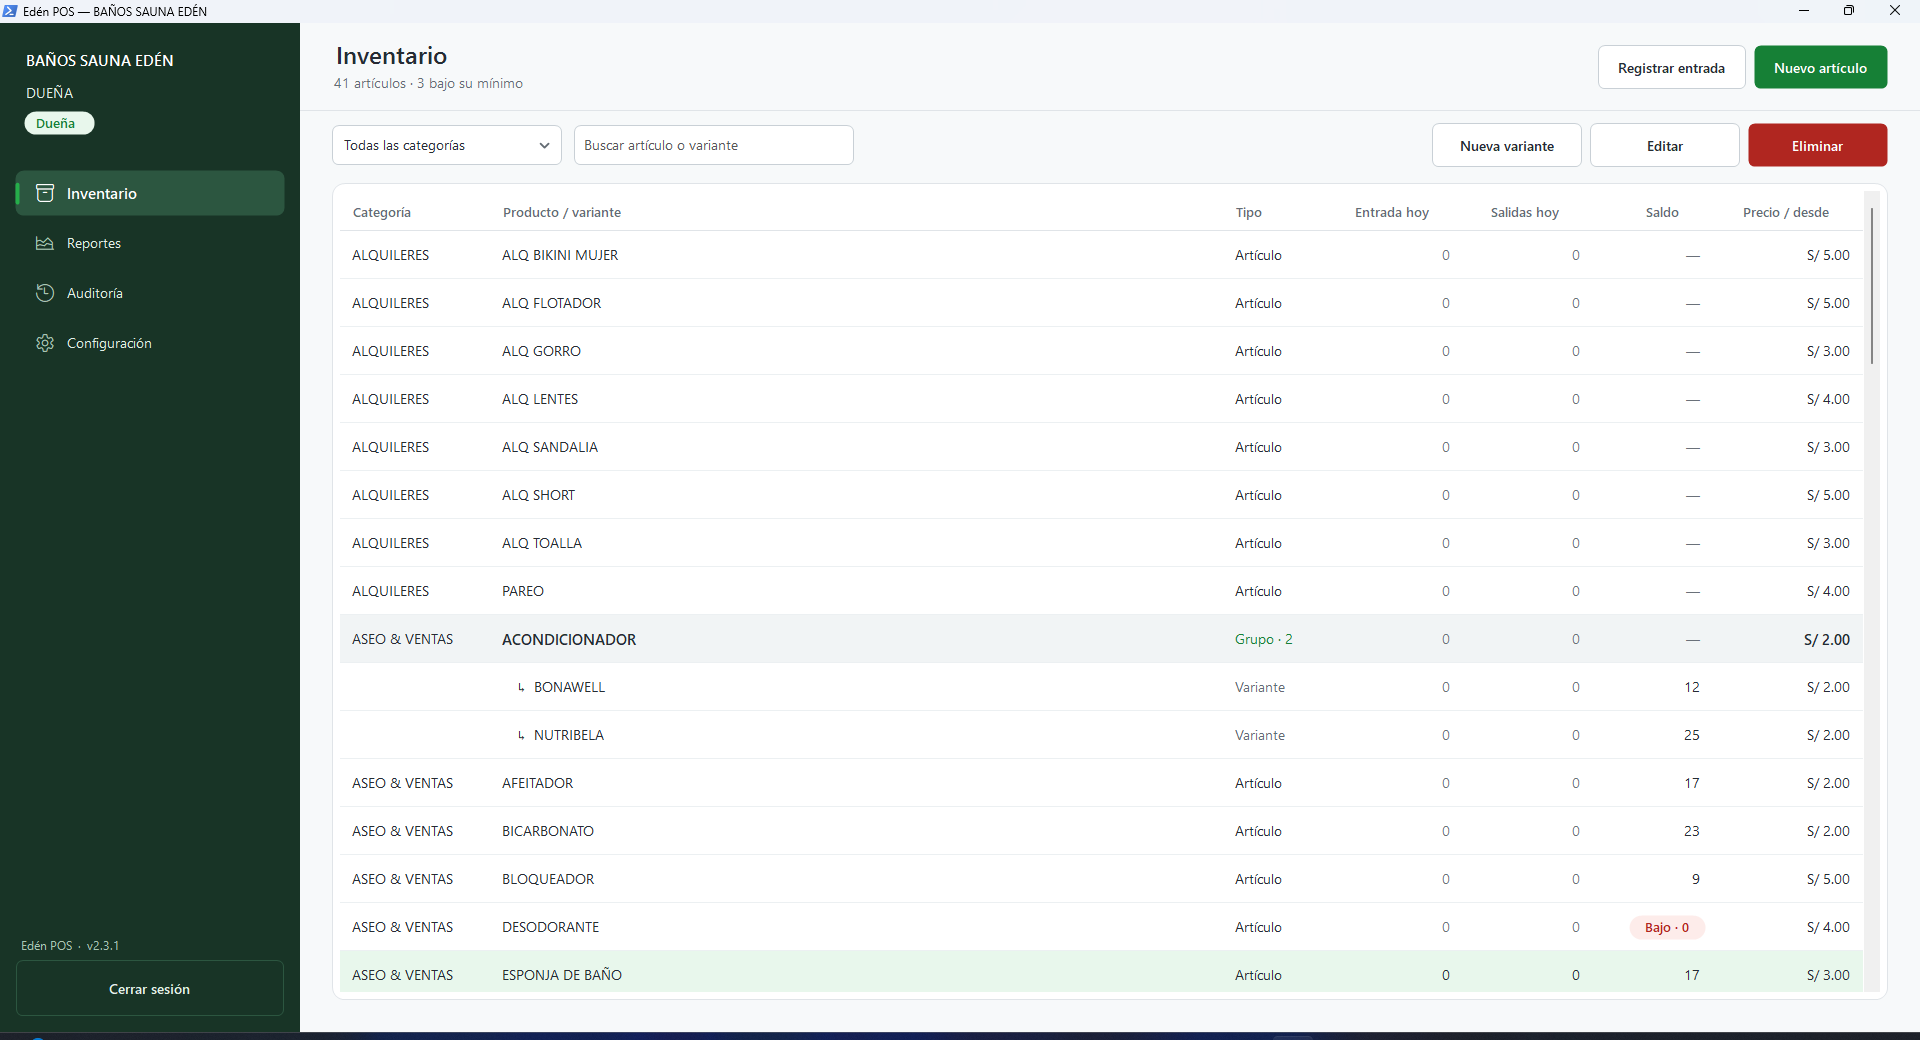 Edén POS — BAÑOS SAUNA EDÉN
BAÑOS SAUNA EDÉN
DUEÑA
Dueña
Inventario
Reportes
Auditoría
Configuración
Edén POS · v2.3.1
Cerrar sesión
Inventario
41 artículos · 3 bajo su mínimo
Registrar entrada
Nuevo artículo
Todas las categorías
Buscar artículo o variante
Nueva variante
Editar
Eliminar
Categoría Producto / variante Tipo Entrada hoy Salidas hoy Saldo Precio / desde
ALQUILERES ALQ BIKINI MUJER Artículo 0 0 — S/ 5.00
ALQUILERES ALQ FLOTADOR Artículo 0 0 — S/ 5.00
ALQUILERES ALQ GORRO Artículo 0 0 — S/ 3.00
ALQUILERES ALQ LENTES Artículo 0 0 — S/ 4.00
ALQUILERES ALQ SANDALIA Artículo 0 0 — S/ 3.00
ALQUILERES ALQ SHORT Artículo 0 0 — S/ 5.00
ALQUILERES ALQ TOALLA Artículo 0 0 — S/ 3.00
ALQUILERES PAREO Artículo 0 0 — S/ 4.00
ASEO & VENTAS ACONDICIONADOR Grupo · 2 0 0 — S/ 2.00
↳ BONAWELL Variante 0 0 12 S/ 2.00
↳ NUTRIBELA Variante 0 0 25 S/ 2.00
ASEO & VENTAS AFEITADOR Artículo 0 0 17 S/ 2.00
ASEO & VENTAS BICARBONATO Artículo 0 0 23 S/ 2.00
ASEO & VENTAS BLOQUEADOR Artículo 0 0 9 S/ 5.00
ASEO & VENTAS DESODORANTE Artículo 0 0 Bajo · 0 S/ 4.00
ASEO & VENTAS ESPONJA DE BAÑO Artículo 0 0 17 S/ 3.00